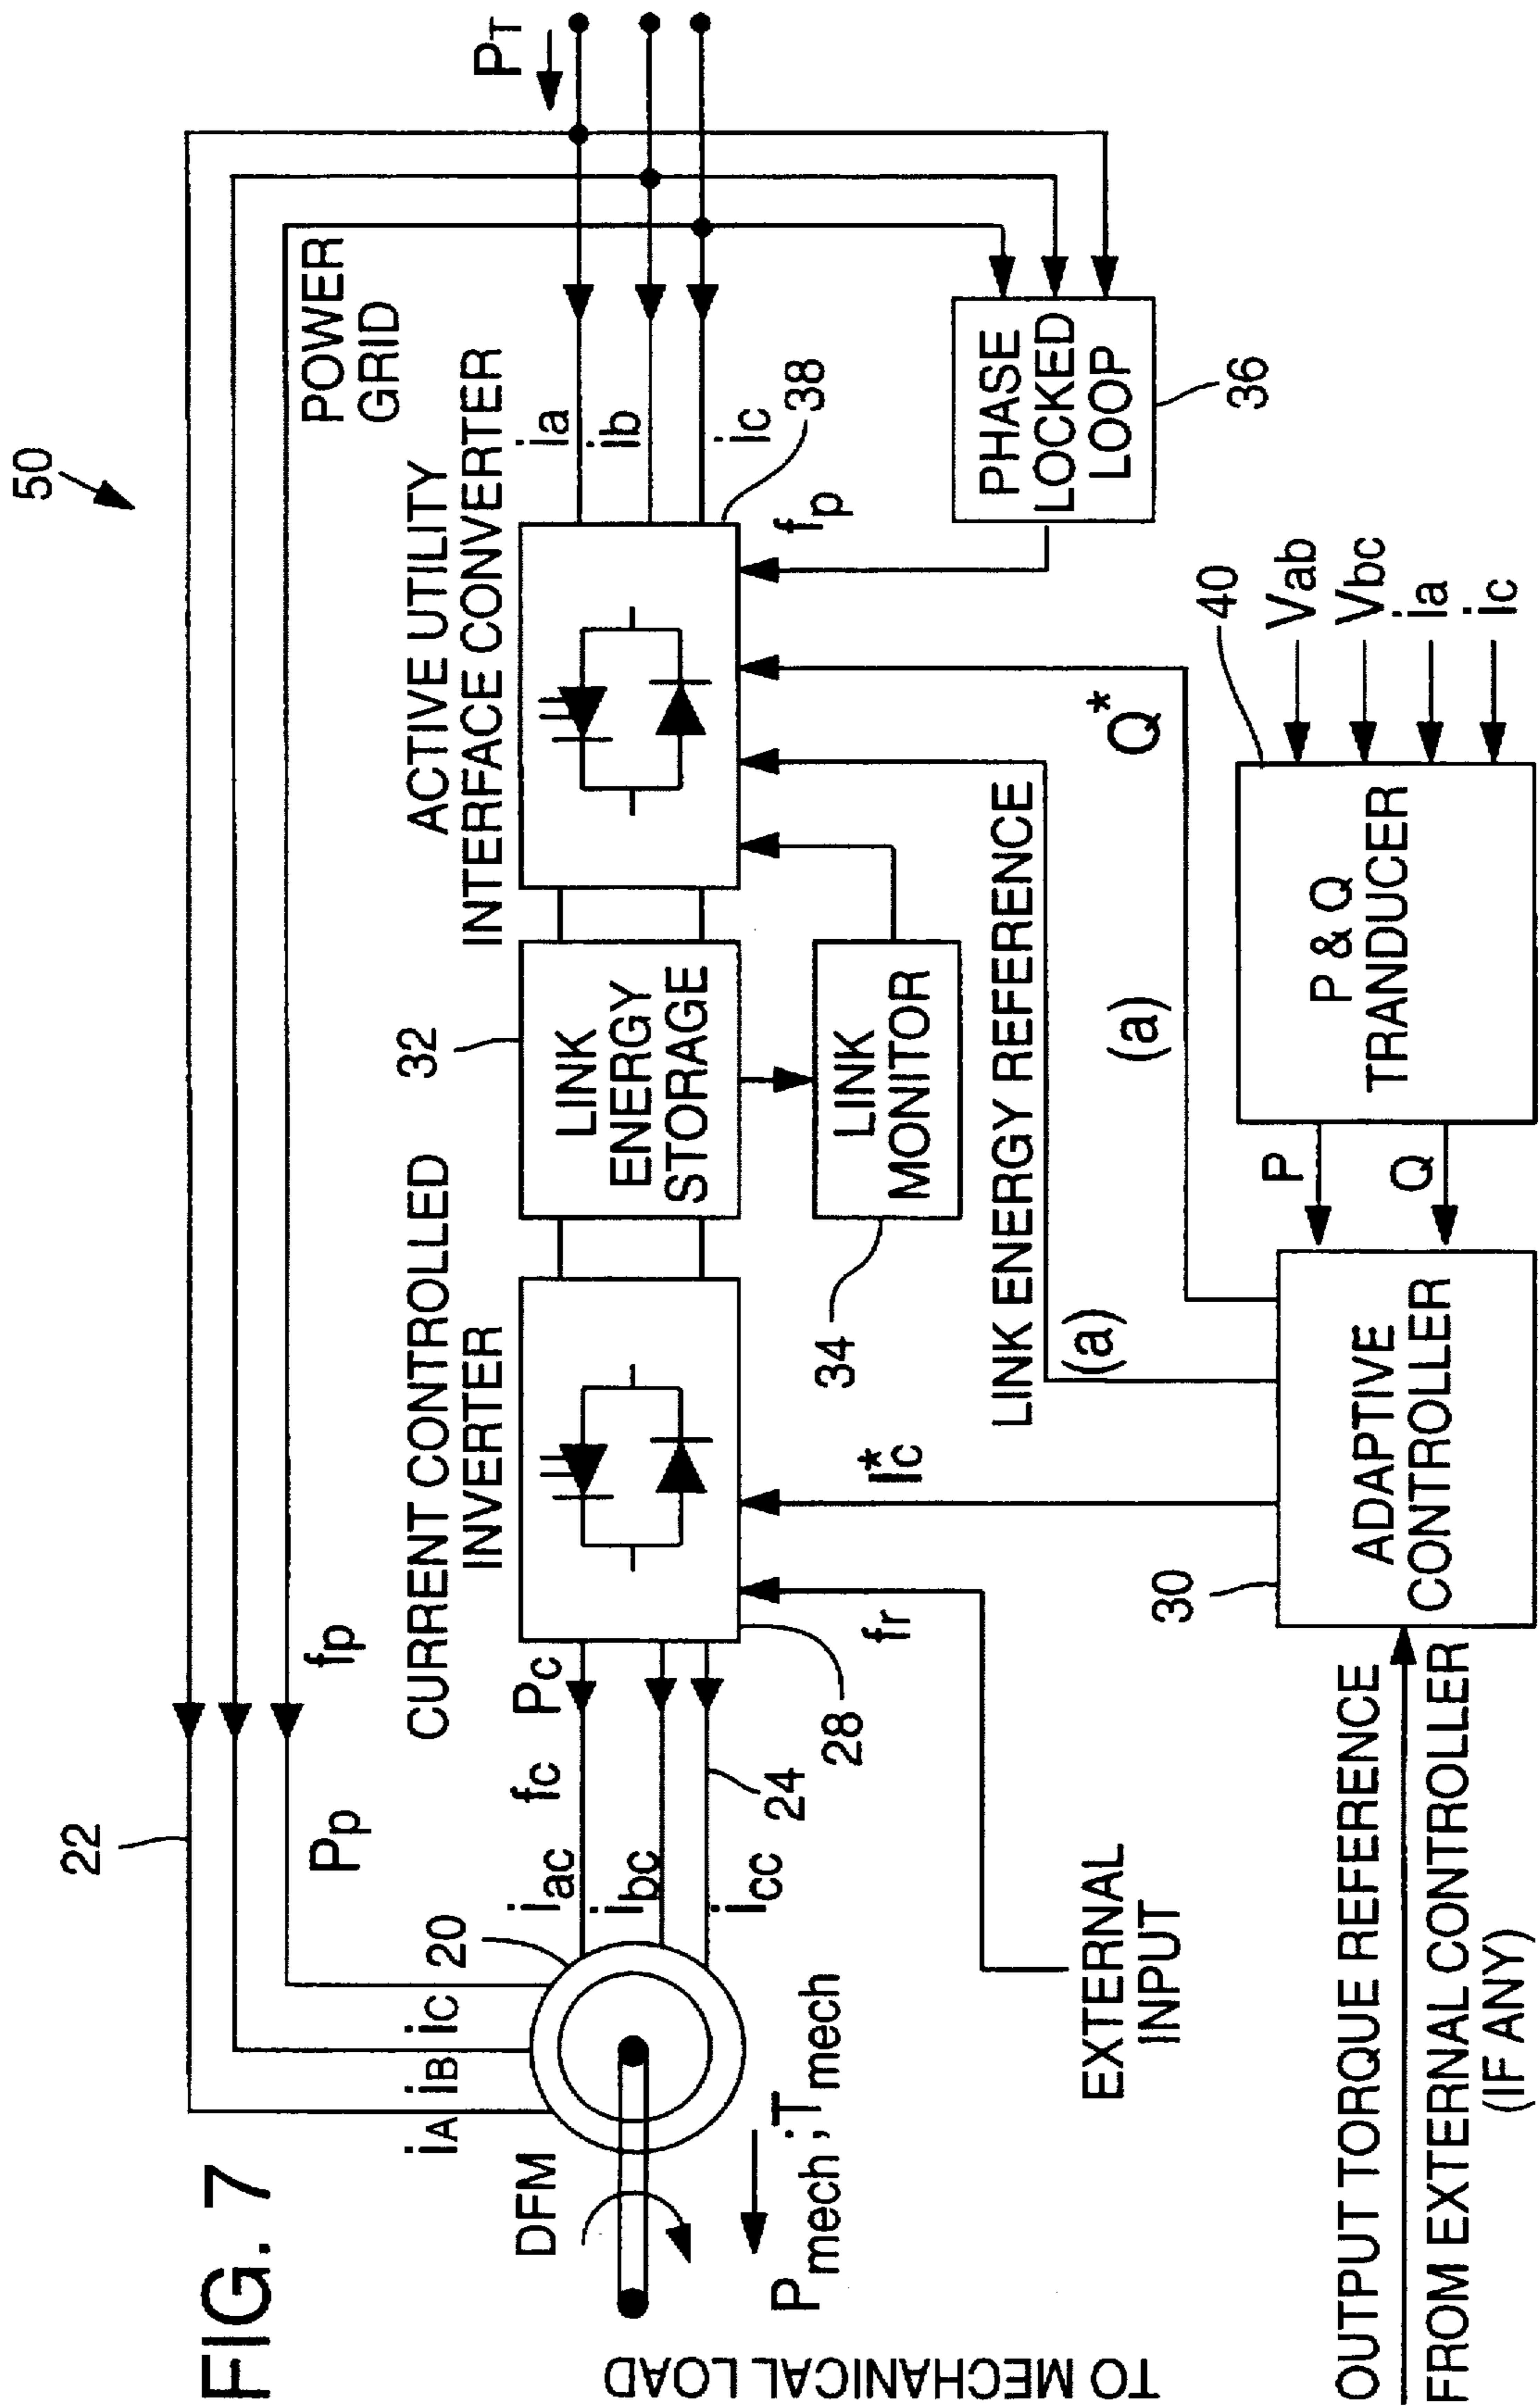 FIG. 7
50
22
POWER
GRID
PT
Pp
fp
iA iB iC
20
DFM
TO MECHANICAL LOAD
Pmech ; Tmech
iac
ibc
icc
fc
Pc
24
28
CURRENT CONTROLLED
INVERTER
32
LINK
ENERGY
STORAGE
34
LINK
MONITOR
ACTIVE UTILITY
INTERFACE CONVERTER
38
ia
ib
ic
fp
PHASE
LOCKED
LOOP
36
fr
EXTERNAL
INPUT
ic*
LINK ENERGY REFERENCE
(a)
(a)
Q*
30
ADAPTIVE
CONTROLLER
P
Q
40
P & Q
TRANDUCER
Vab
Vbc
ia
ic
OUTPUT TORQUE REFERENCE
FROM EXTERNAL CONTROLLER
(IF ANY)